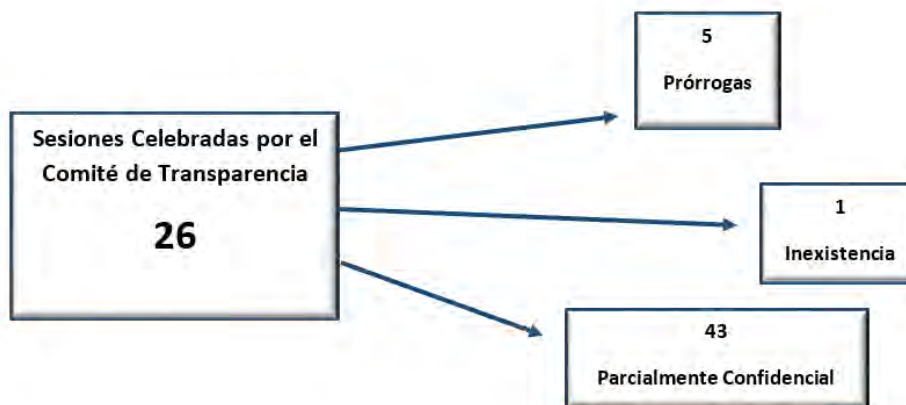 Sesiones Celebradas por el
Comité de Transparencia
26
5
Prórrogas
1
Inexistencia
43
Parcialmente Confidencial